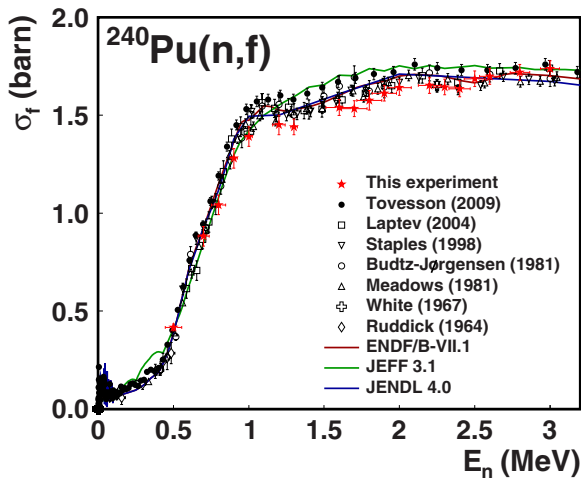 ²⁴⁰Pu(n,f)
σf (barn)
2.0
1.5
1.0
0.5
0.0
This experiment
Tovesson (2009)
Laptev (2004)
Staples (1998)
Budtz-Jørgensen (1981)
Meadows (1981)
White (1967)
Ruddick (1964)
ENDF/B-VII.1
JEFF 3.1
JENDL 4.0
0 0.5 1 1.5 2 2.5 3
En (MeV)